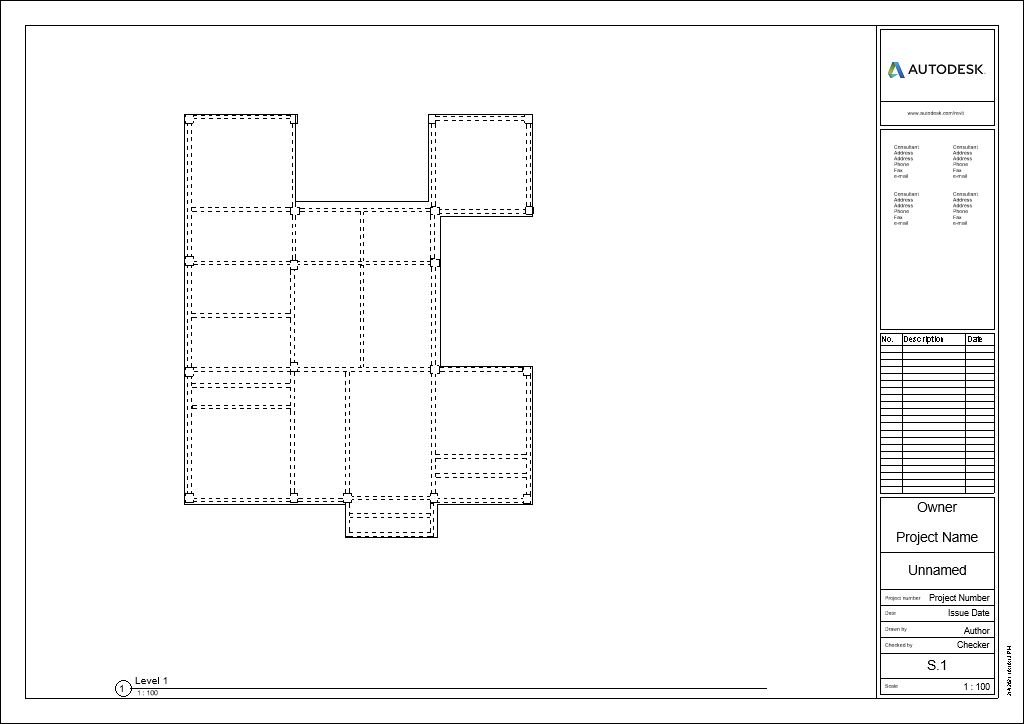 AUTODESK.
www.autodesk.com/revit
Consultant
Address
Address
Phone
Fax
e-mail
Consultant
Address
Address
Phone
Fax
e-mail
Consultant
Address
Address
Phone
Fax
e-mail
Consultant
Address
Address
Phone
Fax
e-mail
No. Description Date
Owner
Project Name
Unnamed
Project number Project Number
Date Issue Date
Drawn by Author
Checked by Checker
S.1
Scale 1 : 100
1 Level 1
1 : 100